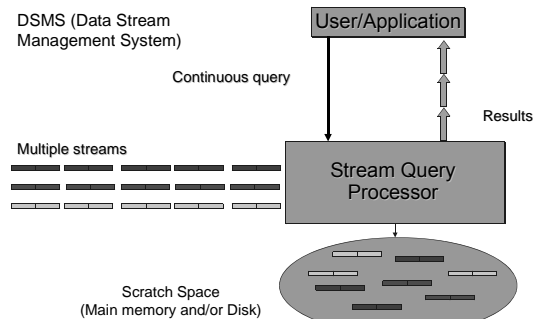 DSMS (Data Stream
Management System)
User/Application
Continuous query
Results
Multiple streams
Stream Query
Processor
Scratch Space
(Main memory and/or Disk)